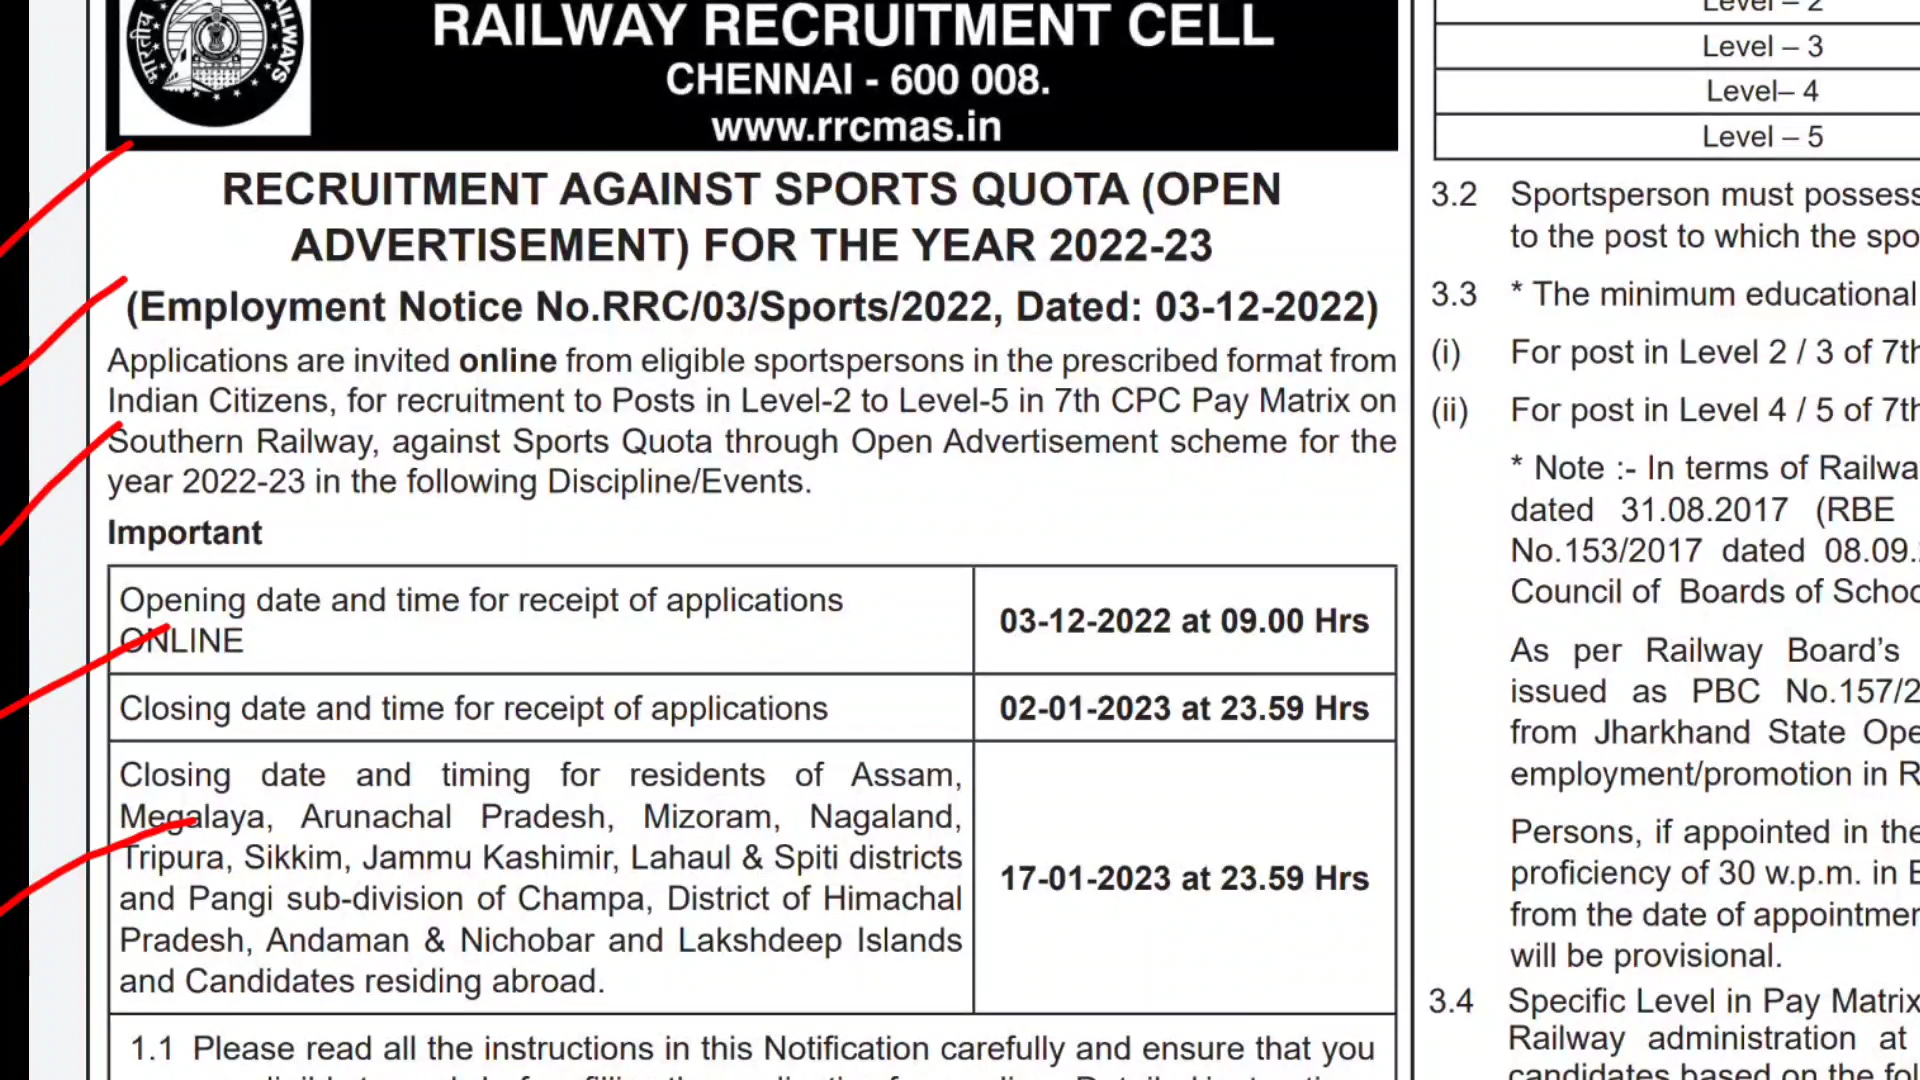 भारतीय
RAILWAYS
RAILWAY RECRUITMENT CELL
CHENNAI - 600 008.
www.rrcmas.in
RECRUITMENT AGAINST SPORTS QUOTA (OPEN
ADVERTISEMENT) FOR THE YEAR 2022-23
(Employment Notice No.RRC/03/Sports/2022, Dated: 03-12-2022)
Applications are invited online from eligible sportspersons in the prescribed format from
Indian Citizens, for recruitment to Posts in Level-2 to Level-5 in 7th CPC Pay Matrix on
Southern Railway, against Sports Quota through Open Advertisement scheme for the
year 2022-23 in the following Discipline/Events.
Important
Opening date and time for receipt of applications
ONLINE
03-12-2022 at 09.00 Hrs
Closing date and time for receipt of applications
02-01-2023 at 23.59 Hrs
Closing date and timing for residents of Assam,
Megalaya, Arunachal Pradesh, Mizoram, Nagaland,
Tripura, Sikkim, Jammu Kashimir, Lahaul & Spiti districts
and Pangi sub-division of Champa, District of Himachal
Pradesh, Andaman & Nichobar and Lakshdeep Islands
and Candidates residing abroad.
17-01-2023 at 23.59 Hrs
1.1 Please read all the instructions in this Notification carefully and ensure that you
Level – 2
Level – 3
Level– 4
Level – 5
3.2 Sportsperson must possess
to the post to which the spo
3.3 * The minimum educational
(i) For post in Level 2 / 3 of 7th
(ii) For post in Level 4 / 5 of 7th
* Note :- In terms of Railwa
dated 31.08.2017 (RBE
No.153/2017 dated 08.09.
Council of Boards of Schoo
As per Railway Board’s
issued as PBC No.157/2
from Jharkhand State Ope
employment/promotion in R
Persons, if appointed in the
proficiency of 30 w.p.m. in E
from the date of appointmen
will be provisional.
3.4 Specific Level in Pay Matrix
Railway administration at
candidates based on the fol